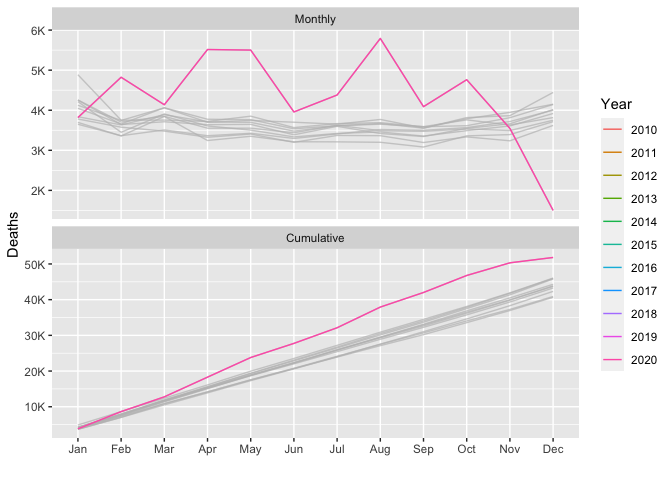 Monthly
6K
5K
4K
3K
2K
Deaths
Cumulative
50K
40K
30K
20K
10K
Jan Feb Mar Apr May Jun Jul Aug Sep Oct Nov Dec
Year
2010
2011
2012
2013
2014
2015
2016
2017
2018
2019
2020